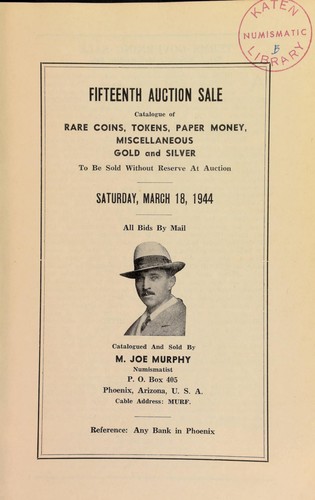 KATEN
NUMISMATIC
LIBRARY
FIFTEENTH AUCTION SALE
Catalogue of
RARE COINS, TOKENS, PAPER MONEY,
MISCELLANEOUS
GOLD and SILVER
To Be Sold Without Reserve At Auction
SATURDAY, MARCH 18, 1944
All Bids By Mail
Catalogued And Sold By
M. JOE MURPHY
Numismatist
P. O. Box 405
Phoenix, Arizona, U. S. A.
Cable Address: MURF.
Reference: Any Bank in Phoenix